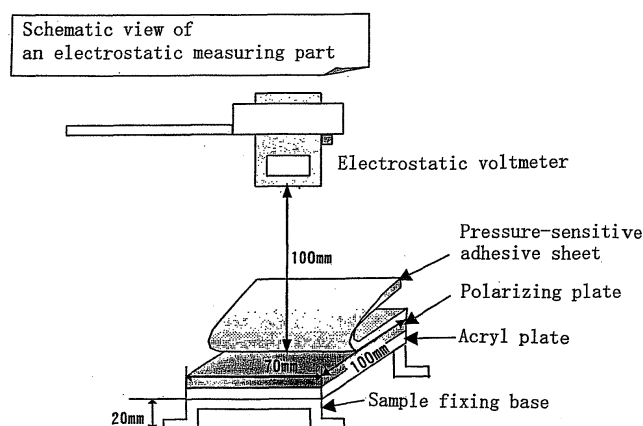 Schematic view of
an electrostatic measuring part
Electrostatic voltmeter
100mm
Pressure-sensitive
adhesive sheet
Polarizing plate
Acryl plate
70mm
100mm
Sample fixing base
20mm